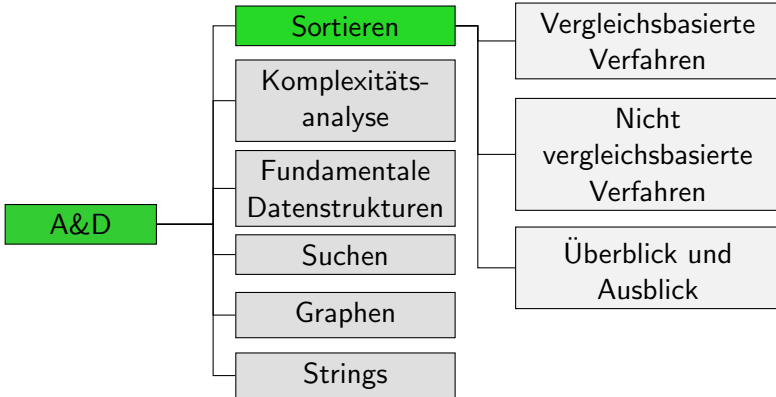 A&D
Sortieren
Komplexitäts-
analyse
Fundamentale
Datenstrukturen
Suchen
Graphen
Strings
Vergleichsbasierte
Verfahren
Nicht
vergleichsbasierte
Verfahren
Überblick und
Ausblick